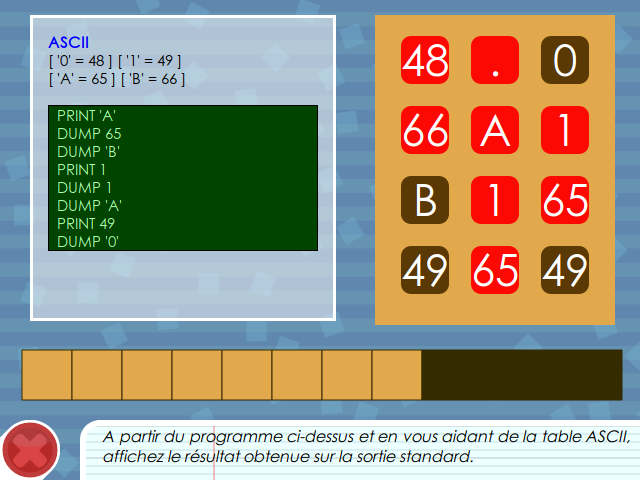 ASCII
[ '0' = 48 ] [ '1' = 49 ]
[ 'A' = 65 ] [ 'B' = 66 ]
PRINT 'A'
DUMP 65
DUMP 'B'
PRINT 1
DUMP 1
DUMP 'A'
PRINT 49
DUMP '0'
48 . 0
66 A 1
B 1 65
49 65 49
A partir du programme ci-dessus et en vous aidant de la table ASCII,
affichez le résultat obtenue sur la sortie standard.